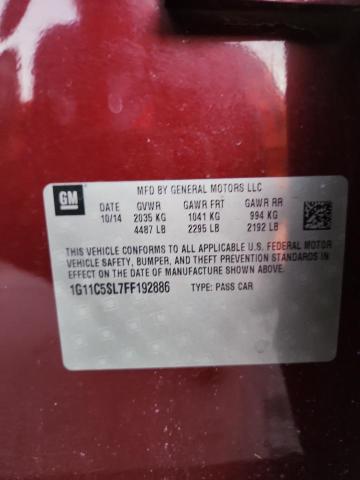 GM
MFD BY GENERAL MOTORS LLC
DATE GVWR GAWR FRT GAWR RR
10/14 2035 KG 1041 KG 994 KG
4487 LB 2295 LB 2192 LB
THIS VEHICLE CONFORMS TO ALL APPLICABLE U.S. FEDERAL MOTOR
VEHICLE SAFETY, BUMPER, AND THEFT PREVENTION STANDARDS
IN EFFECT ON THE DATE OF MANUFACTURE SHOWN ABOVE.
1G11C5SL7FF192886 TYPE: PASS CAR